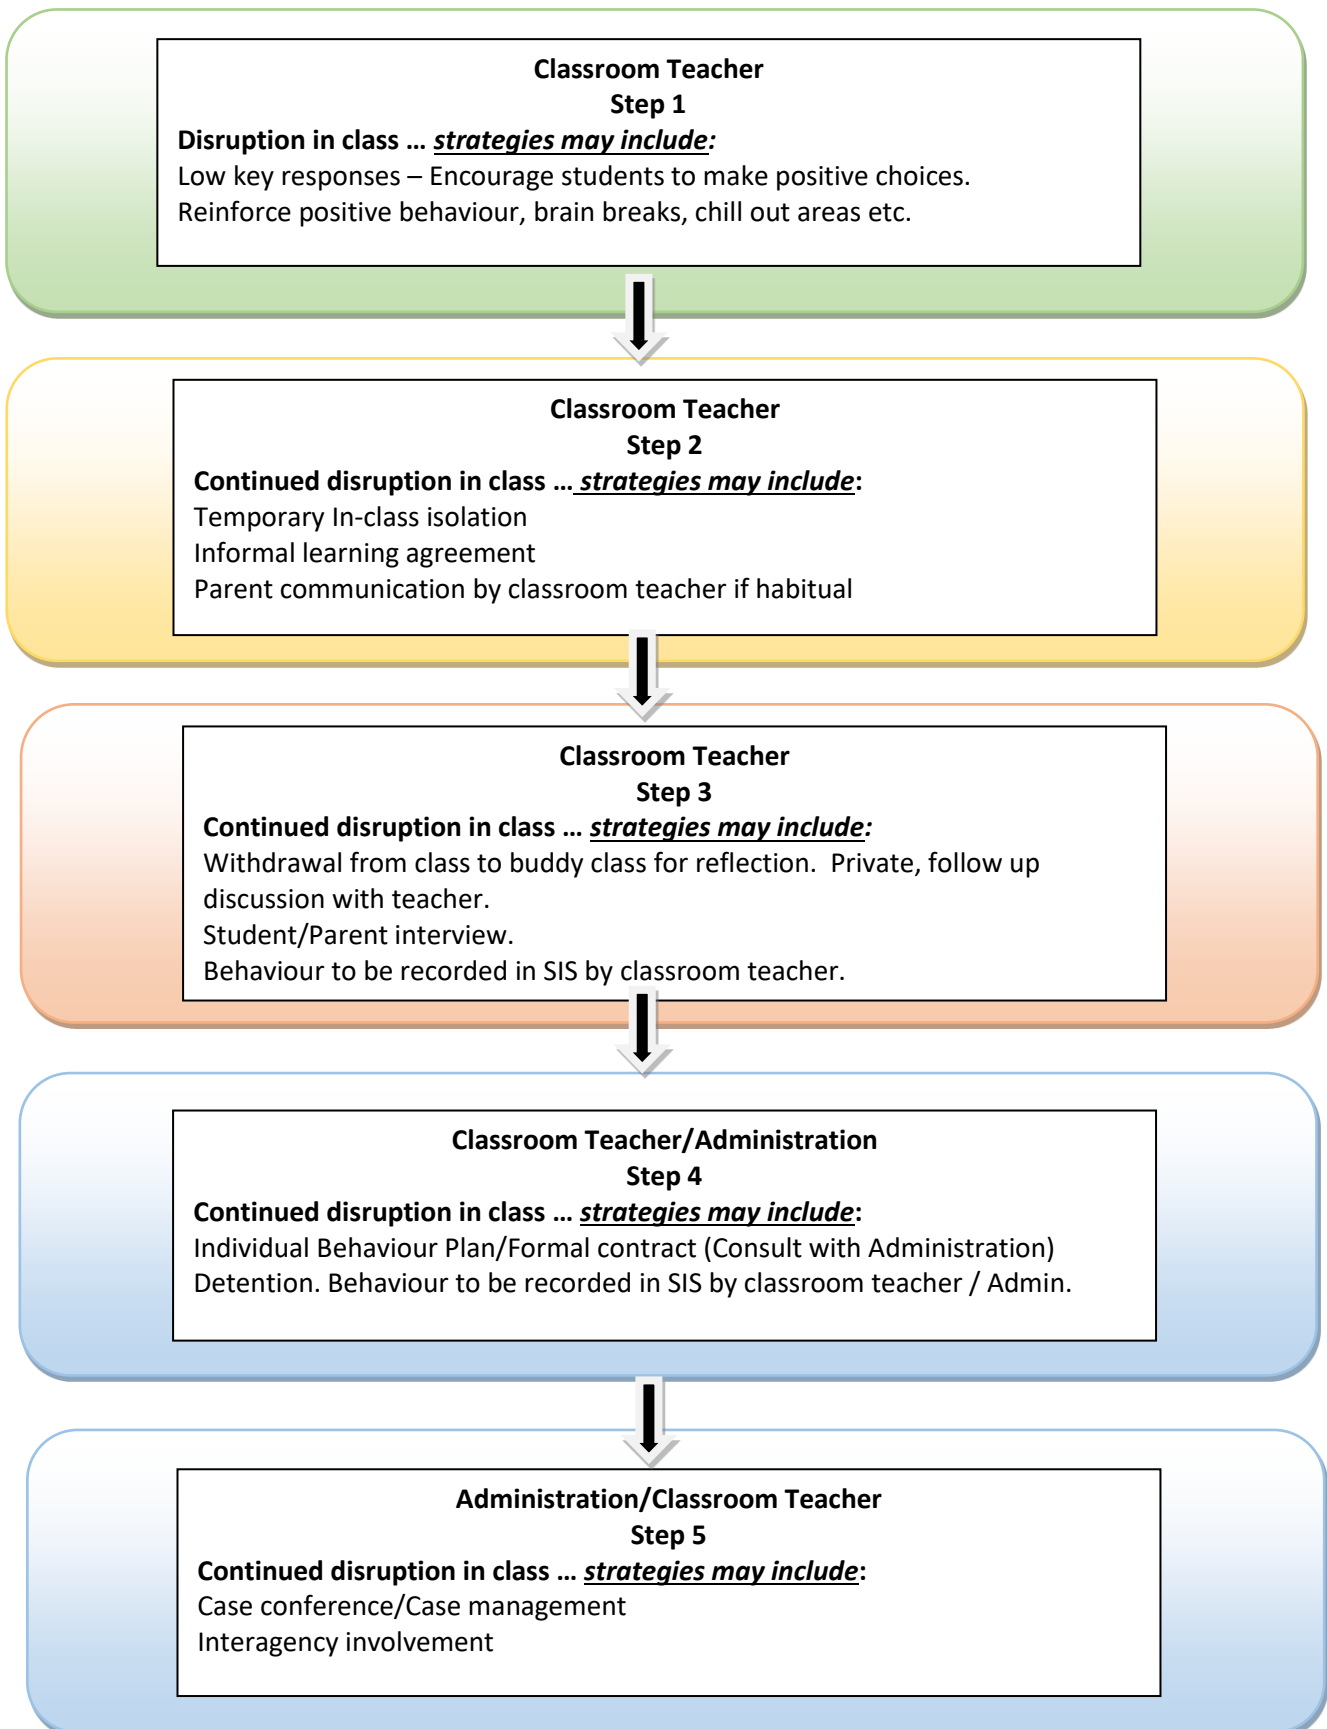 Classroom Teacher
Step 1
Disruption in class … strategies may include:
Low key responses – Encourage students to make positive choices.
Reinforce positive behaviour, brain breaks, chill out areas etc.
Classroom Teacher
Step 2
Continued disruption in class … strategies may include:
Temporary In-class isolation
Informal learning agreement
Parent communication by classroom teacher if habitual
Classroom Teacher
Step 3
Continued disruption in class … strategies may include:
Withdrawal from class to buddy class for reflection.  Private, follow up
discussion with teacher.
Student/Parent interview.
Behaviour to be recorded in SIS by classroom teacher.
Classroom Teacher/Administration
Step 4
Continued disruption in class … strategies may include:
Individual Behaviour Plan/Formal contract (Consult with Administration)
Detention. Behaviour to be recorded in SIS by classroom teacher / Admin.
Administration/Classroom Teacher
Step 5
Continued disruption in class … strategies may include:
Case conference/Case management
Interagency involvement